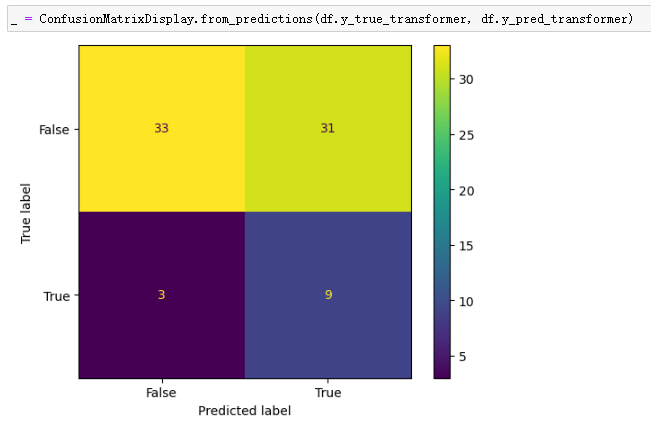 _ = ConfusionMatrixDisplay.from_predictions(df.y_true_transformer, df.y_pred_transformer)
False
33
31
True
3
9
False
True
Predicted label
True label
30
25
20
15
10
5